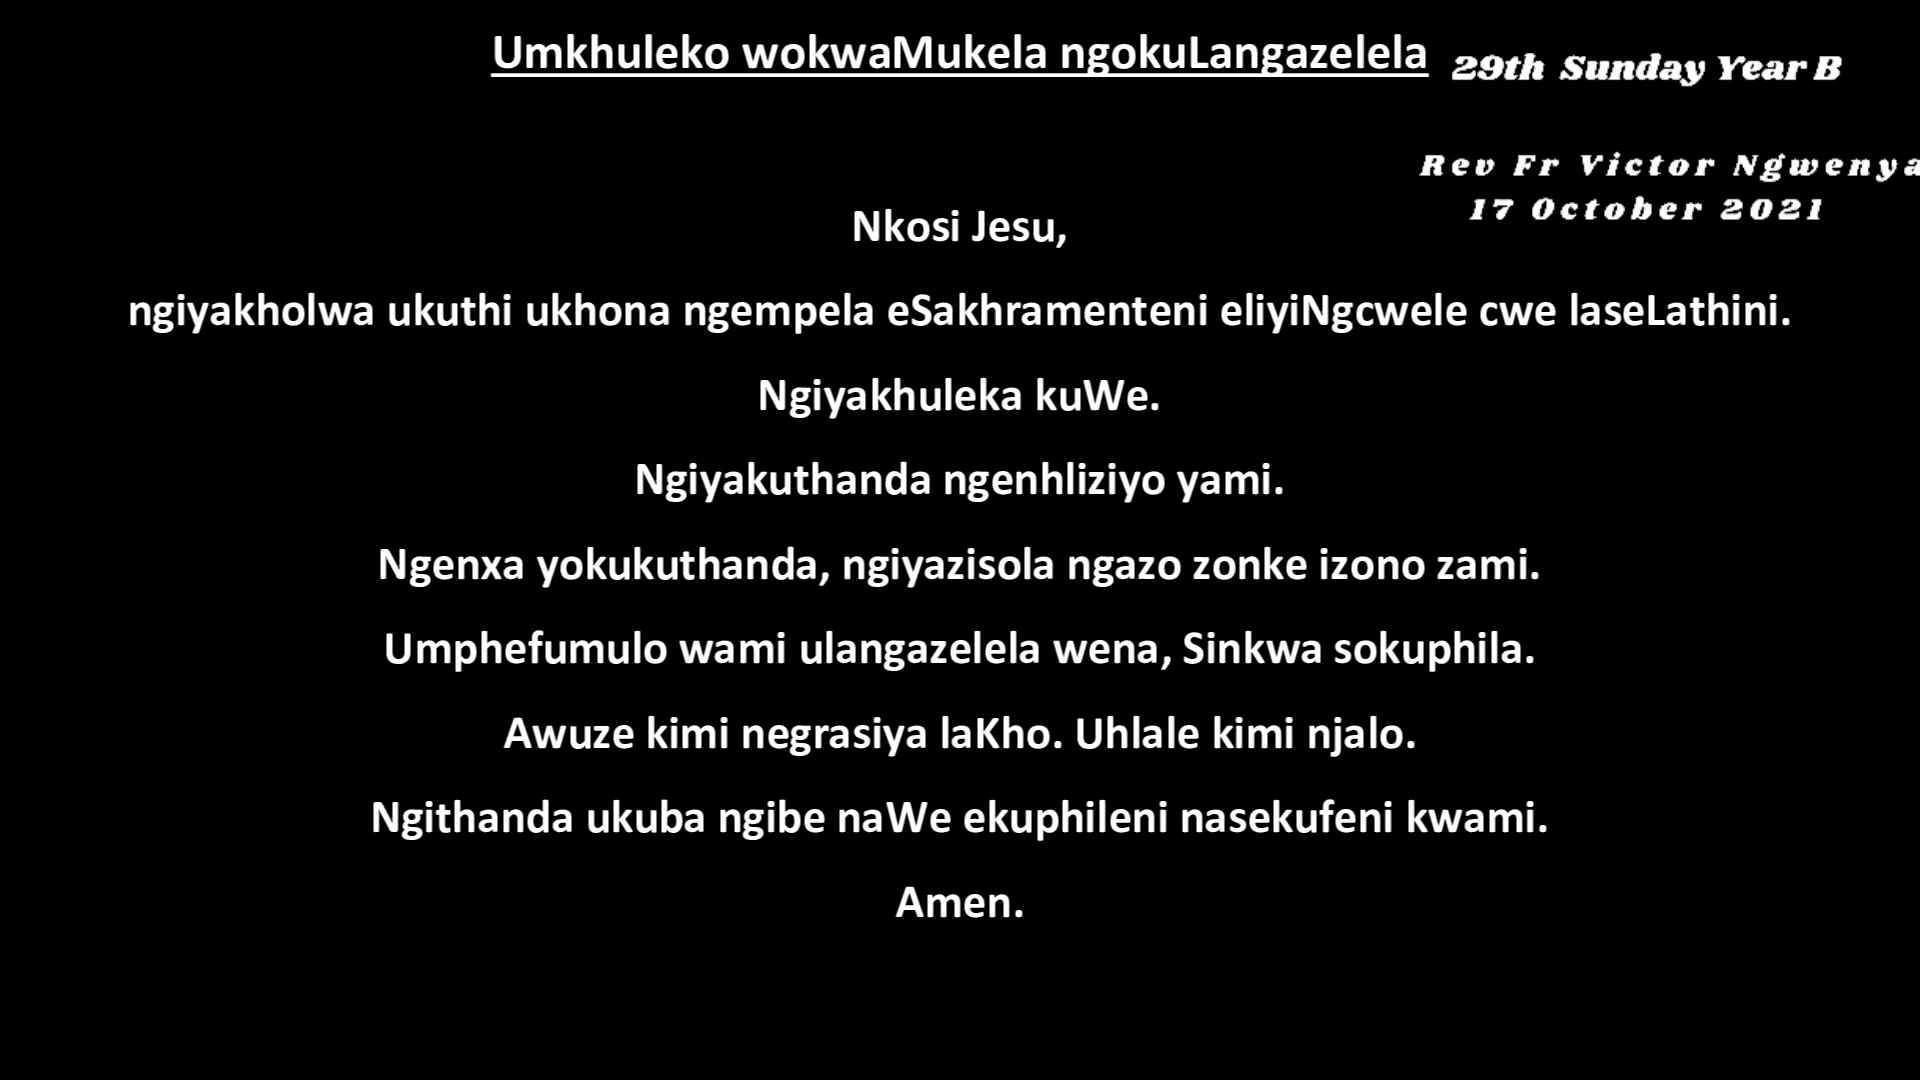 Umkhuleko wokwaMukela ngokuLangazelela
29th Sunday Year B
Rev Fr Victor Ngwenya
17 October 2021
Nkosi Jesu,
ngiyakholwa ukuthi ukhona ngempela eSakhramenteni eliyiNgcwele cwe laseLathini.
Ngiyakhuleka kuWe.
Ngiyakuthanda ngenhliziyo yami.
Ngenxa yokukuthanda, ngiyazisola ngazo zonke izono zami.
Umphefumulo wami ulangazelela wena, Sinkwa sokuphila.
Awuze kimi negrasiya laKho. Uhlale kimi njalo.
Ngithanda ukuba ngibe naWe ekuphileni nasekufeni kwami.
Amen.